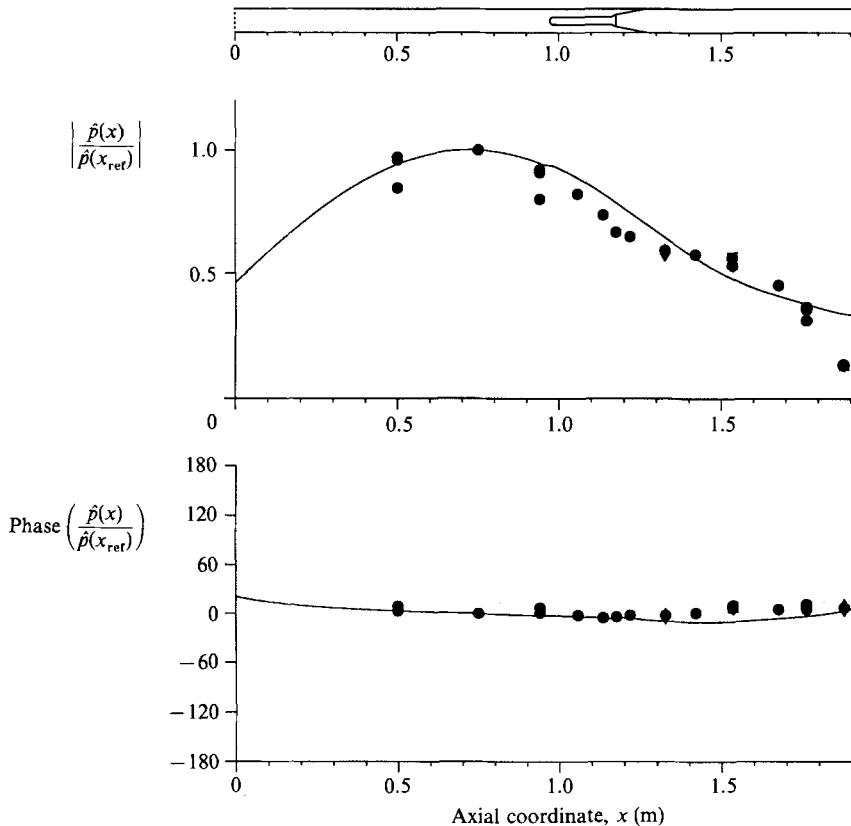 0 0.5 1.0 1.5
| p̂(x) / p̂(x_ref) |
1.0
0.5
0
0.5 1.0 1.5
Phase ( p̂(x) / p̂(x_ref) )
180
120
60
0
−60
−120
−180
0 0.5 1.0 1.5
Axial coordinate, x (m)